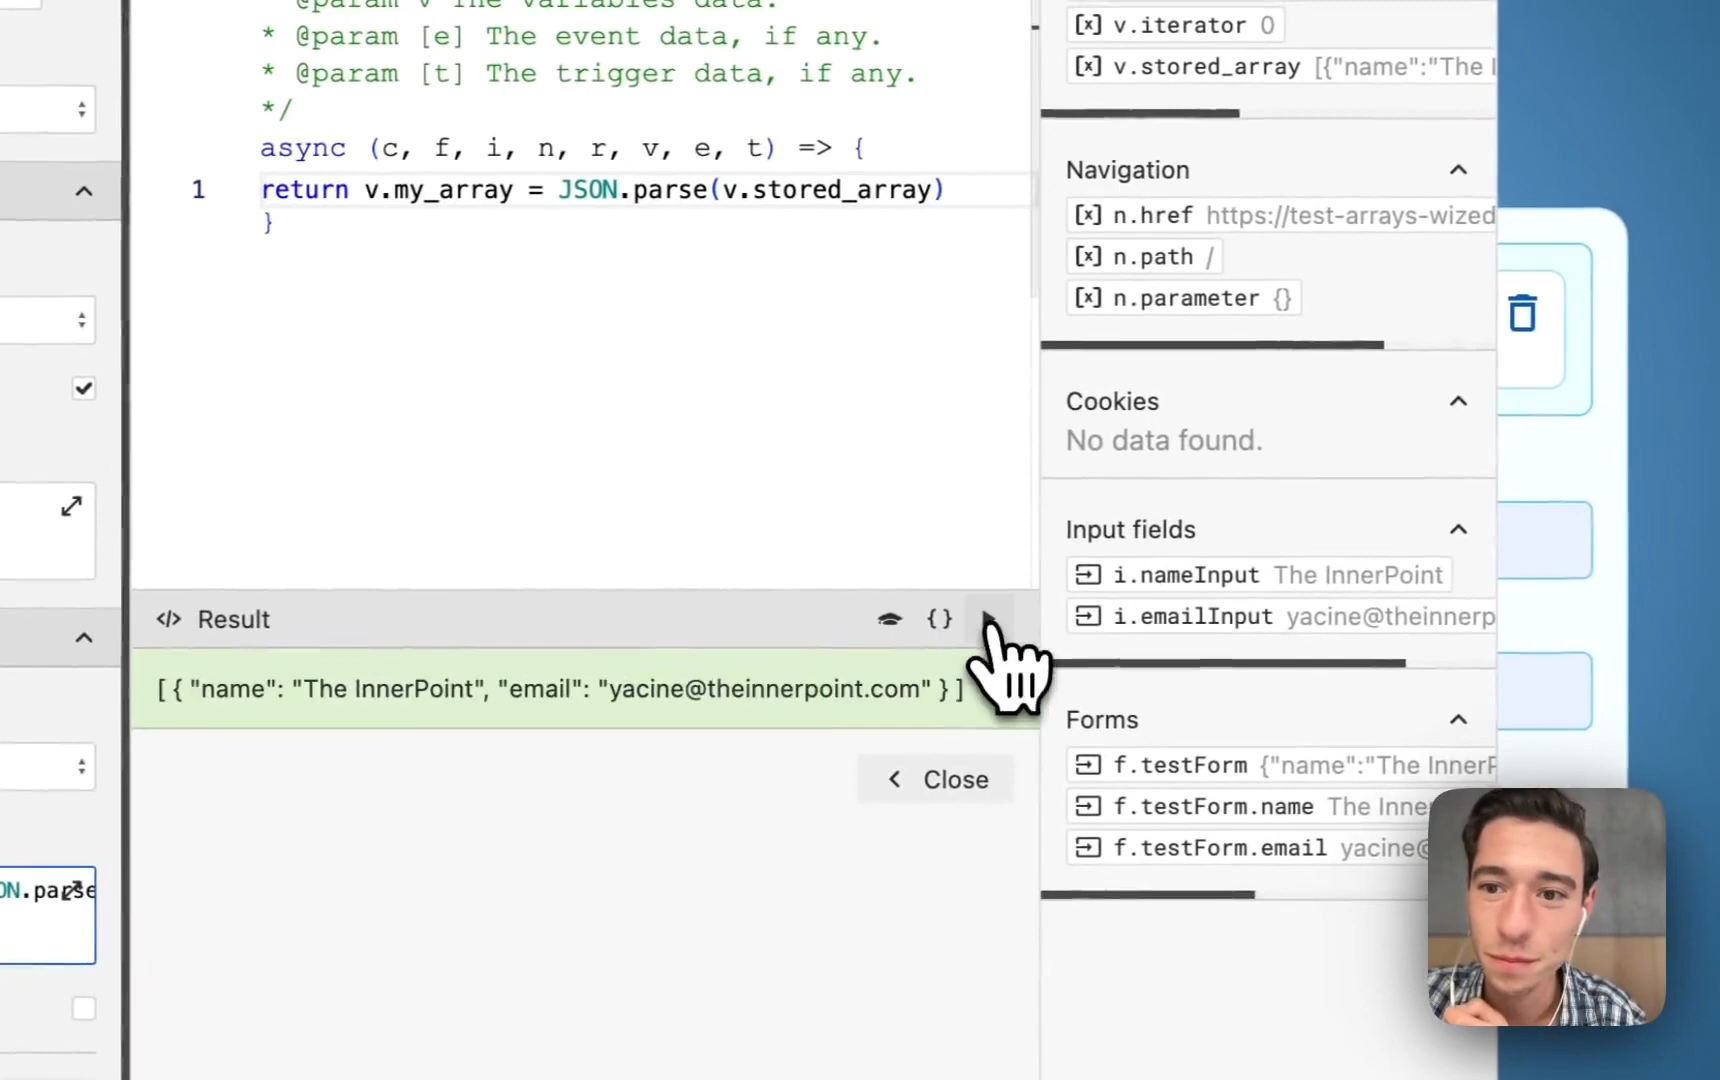 * @param [e] The event data, if any.
* @param [t] The trigger data, if any.
*/
async (c, f, i, n, r, v, e, t) => {
1 return v.my_array = JSON.parse(v.stored_array)
}
ON.parse
</> Result
{}
[ { "name": "The InnerPoint", "email": "yacine@theinnerpoint.com" } ]
Close
[x] v.iterator 0
[x] v.stored_array [{"name":"The I
Navigation
[x] n.href https://test-arrays-wized
[x] n.path /
[x] n.parameter {}
Cookies
No data found.
Input fields
i.nameInput The InnerPoint
i.emailInput yacine@theinnerp
Forms
f.testForm {"name":"The InnerP
f.testForm.name The Inne
f.testForm.email yacine@